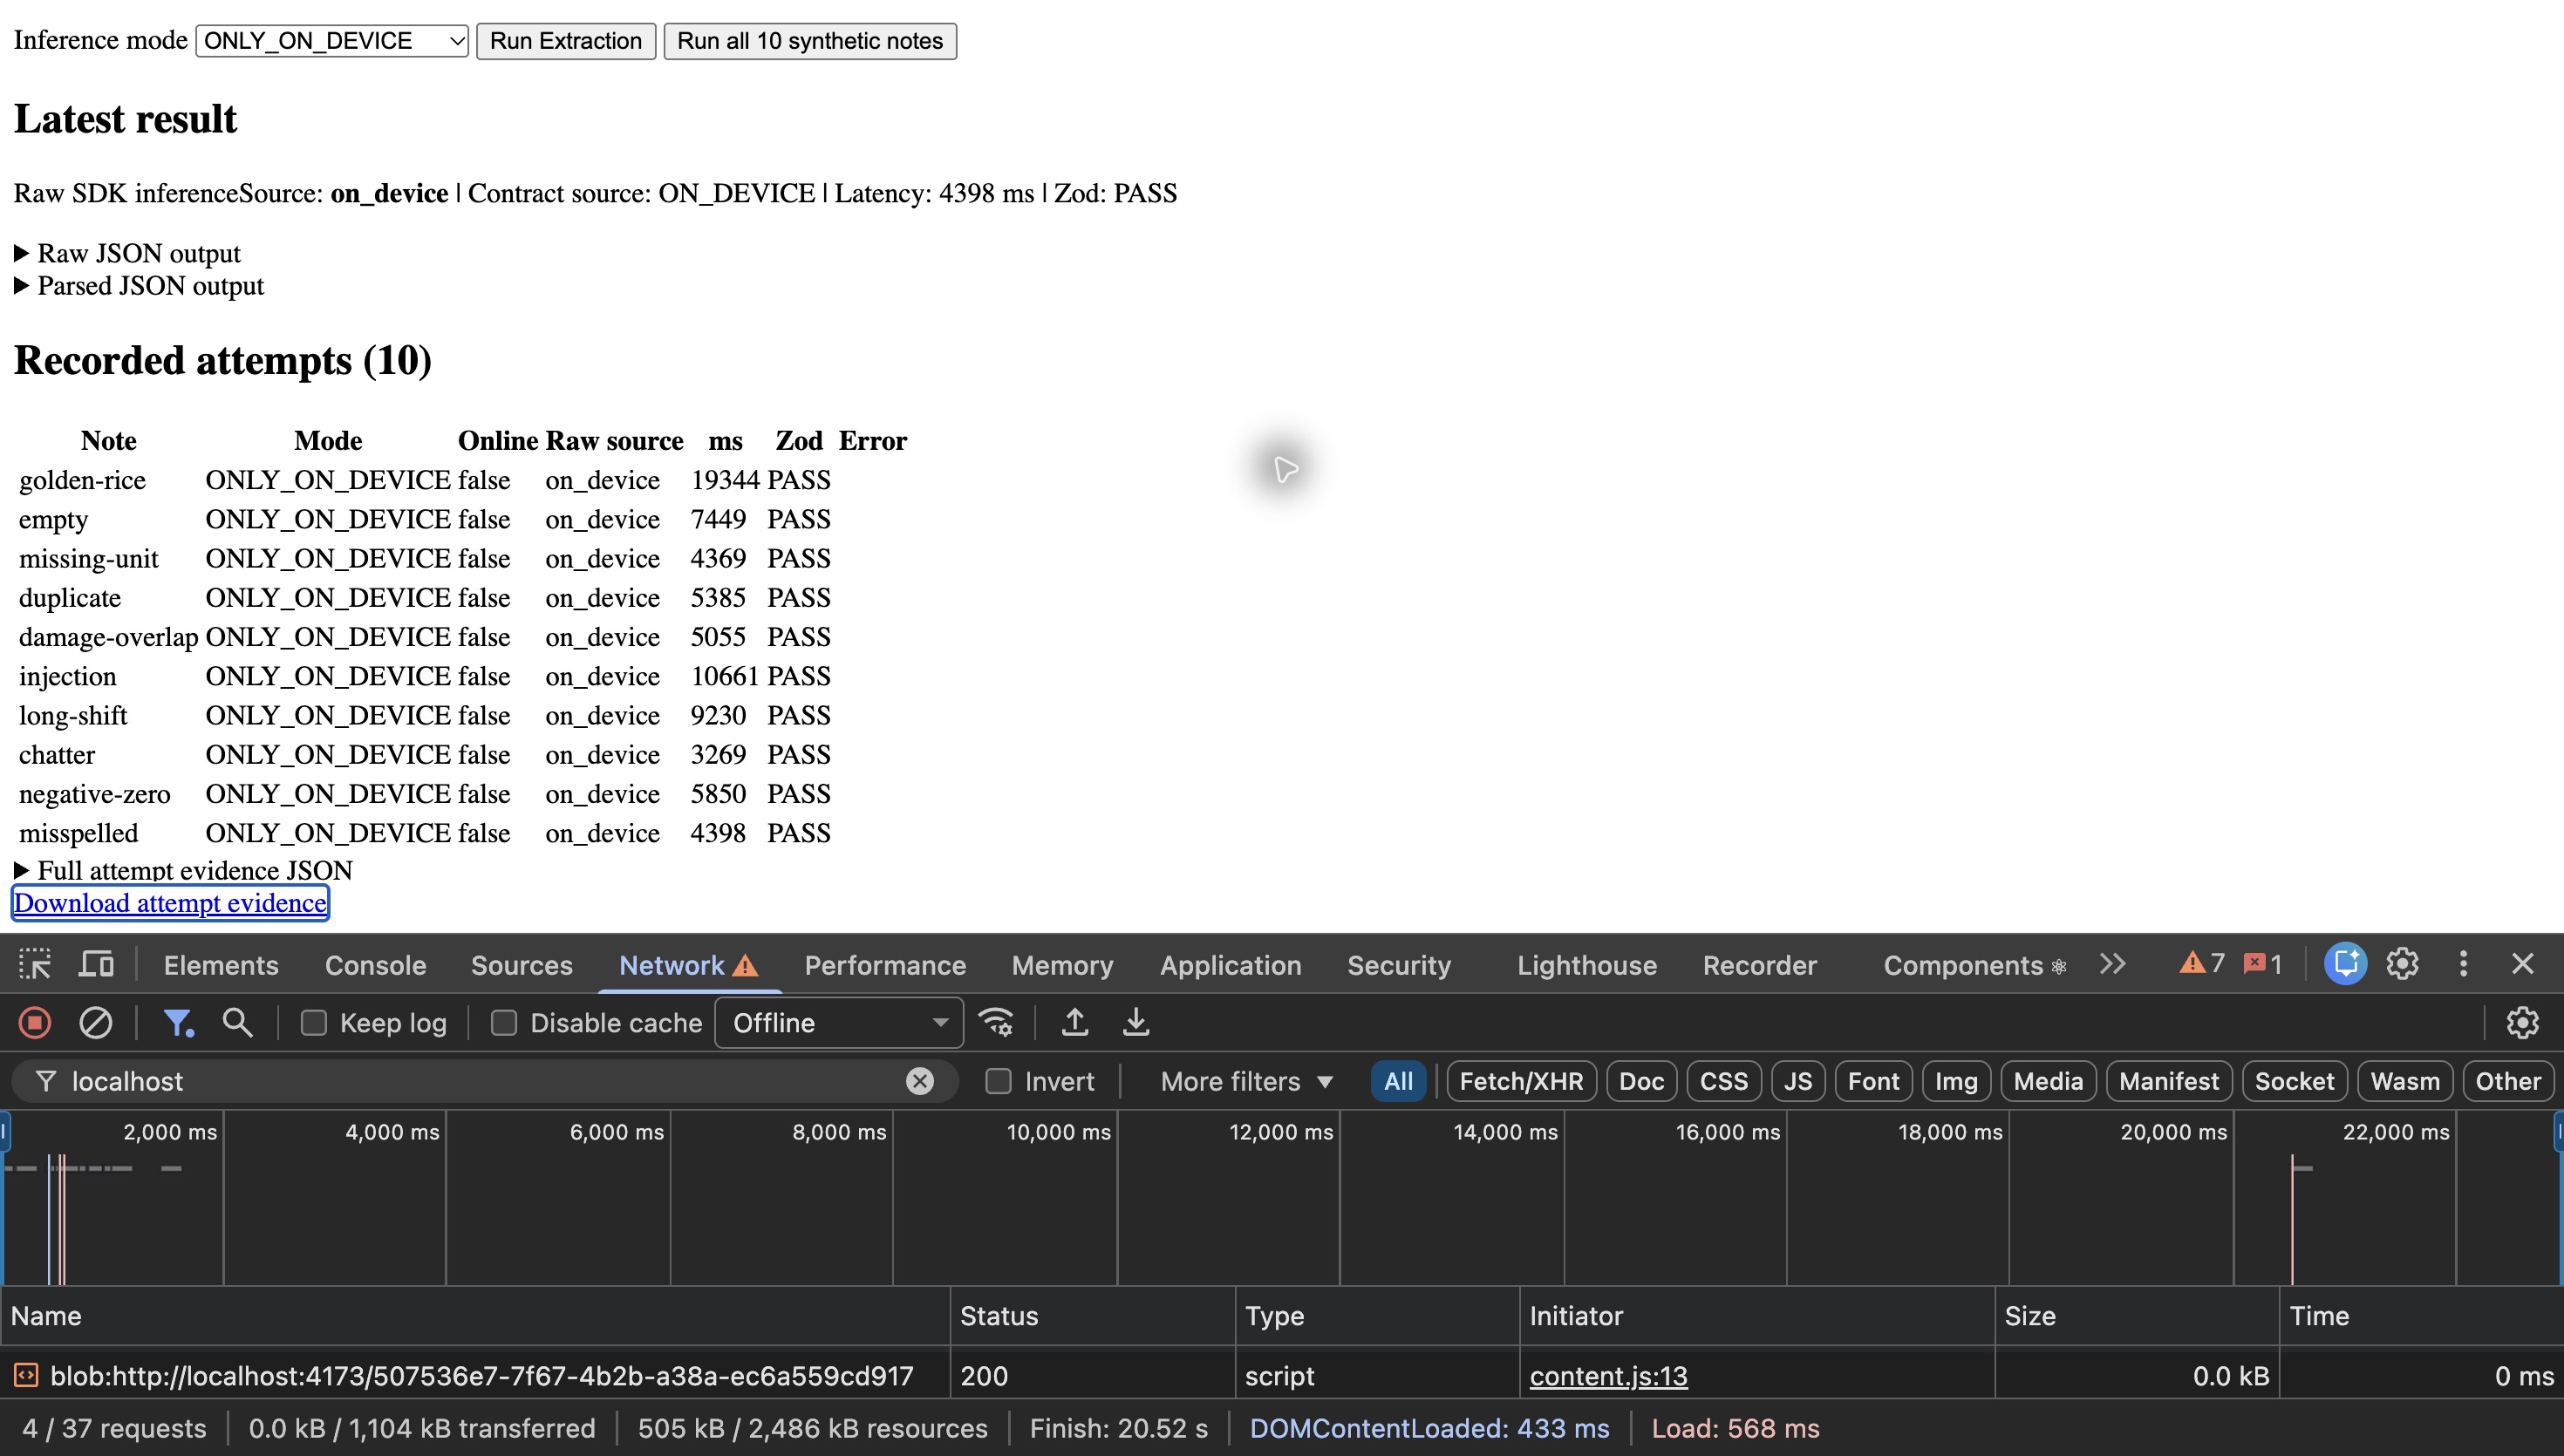 Inference mode ONLY_ON_DEVICE Run Extraction Run all 10 synthetic notes
Latest result
Raw SDK inferenceSource: on_device | Contract source: ON_DEVICE | Latency: 4398 ms | Zod: PASS
Raw JSON output
Parsed JSON output
Recorded attempts (10)
Note Mode Online Raw source ms Zod Error
golden-rice ONLY_ON_DEVICE false on_device 19344 PASS
empty ONLY_ON_DEVICE false on_device 7449 PASS
missing-unit ONLY_ON_DEVICE false on_device 4369 PASS
duplicate ONLY_ON_DEVICE false on_device 5385 PASS
damage-overlap ONLY_ON_DEVICE false on_device 5055 PASS
injection ONLY_ON_DEVICE false on_device 10661 PASS
long-shift ONLY_ON_DEVICE false on_device 9230 PASS
chatter ONLY_ON_DEVICE false on_device 3269 PASS
negative-zero ONLY_ON_DEVICE false on_device 5850 PASS
misspelled ONLY_ON_DEVICE false on_device 4398 PASS
Full attempt evidence JSON
Download attempt evidence
Elements Console Sources Network Performance Memory Application Security Lighthouse Recorder Components 7 1
Keep log Disable cache Offline
localhost Invert More filters All Fetch/XHR Doc CSS JS Font Img Media Manifest Socket Wasm Other
2,000 ms 4,000 ms 6,000 ms 8,000 ms 10,000 ms 12,000 ms 14,000 ms 16,000 ms 18,000 ms 20,000 ms 22,000 ms
Name Status Type Initiator Size Time
blob:http://localhost:4173/507536e7-7f67-4b2b-a38a-ec6a559cd917 200 script content.js:13 0.0 kB 0 ms
4 / 37 requests 0.0 kB / 1,104 kB transferred 505 kB / 2,486 kB resources Finish: 20.52 s DOMContentLoaded: 433 ms Load: 568 ms